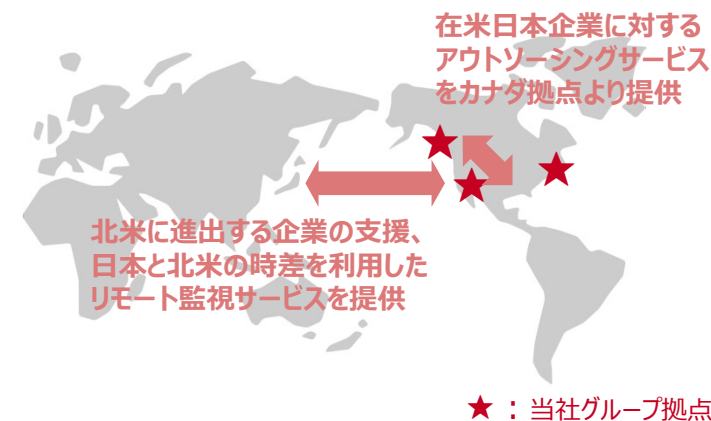 在米日本企業に対する
アウトソーシングサービス
をカナダ拠点より提供
北米に進出する企業の支援、
日本と北米の時差を利用した
リモート監視サービスを提供
★：当社グループ拠点